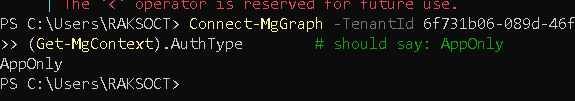 | The '<' operator is reserved for future use.
PS C:\Users\RAKSOCT> Connect-MgGraph -TenantId 6f731b06-089d-46f
>> (Get-MgContext).AuthType        # should say: AppOnly
AppOnly
PS C:\Users\RAKSOCT>